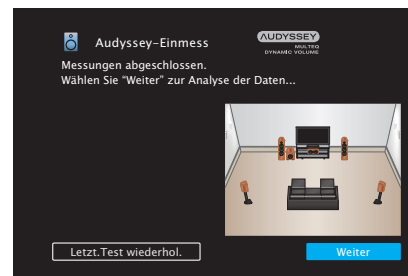 Audyssey-Einmess
AUDYSSEY
MULTEQ
DYNAMIC VOLUME
Messungen abgeschlossen.
Wählen Sie “Weiter” zur Analyse der Daten...
Letzt.Test wiederhol.
Weiter